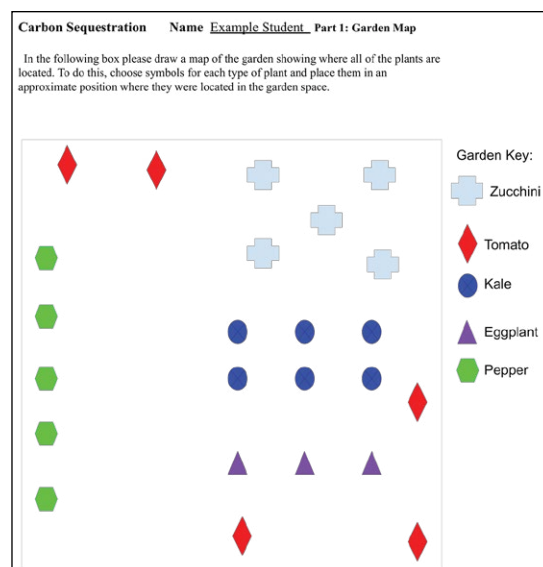 Carbon Sequestration Name Example Student Part 1: Garden Map
In the following box please draw a map of the garden showing where all of the plants are
located. To do this, choose symbols for each type of plant and place them in an
approximate position where they were located in the garden space.
Garden Key:
Zucchini
Tomato
Kale
Eggplant
Pepper